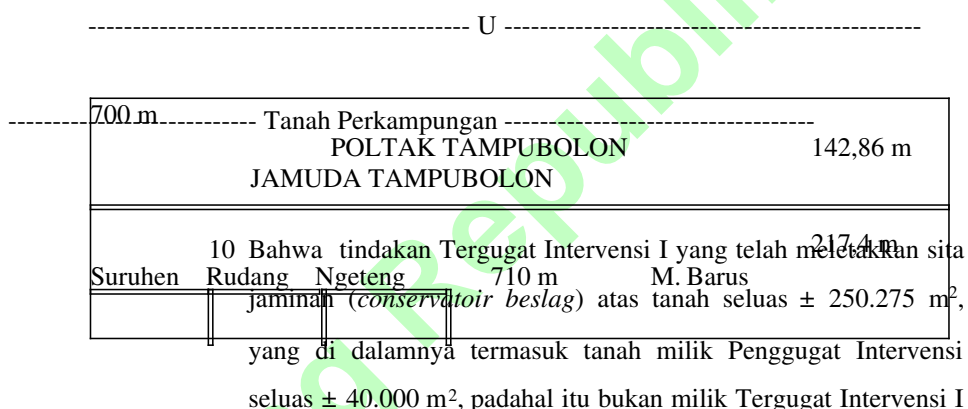 ------------------------------------------ U ----------------------------------------------
700 m
--------------------------- Tanah Perkampungan ----------------------------------
POLTAK TAMPUBOLON 142,86 m
JAMUDA TAMPUBOLON
217,4 m
10 Bahwa tindakan Tergugat Intervensi I yang telah meletakkan sita
Suruhen Rudang Ngeteng 710 m M. Barus
jaminan (conservatoir beslag) atas tanah seluas ± 250.275 m²,
yang di dalamnya termasuk tanah milik Penggugat Intervensi
seluas ± 40.000 m², padahal itu bukan milik Tergugat Intervensi I